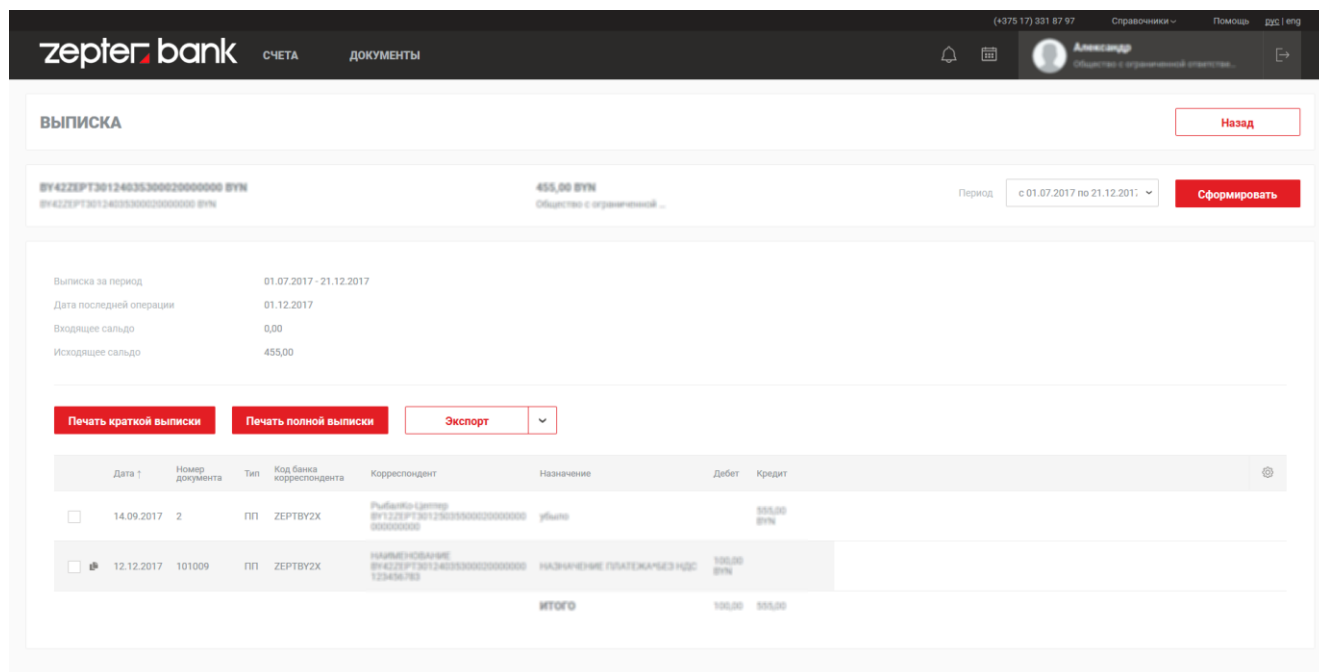 (+375 17) 331 87 97 Справочники Помощь рус | eng
zepter bank СЧЕТА ДОКУМЕНТЫ Александр
Общество с ограниченной ответстве...
ВЫПИСКА Назад
BYN 455,00 BYN
BYN Общество с ограниченной ...
Период с 01.07.2017 по 21.12.201 Сформировать
Выписка за период 01.07.2017 - 21.12.2017
Дата последней операции 01.12.2017
Входящее сальдо 0,00
Исходящее сальдо 455,00
Печать краткой выписки Печать полной выписки Экспорт
Дата ↑ Номер документа Тип Код банка корреспондента Корреспондент Назначение Дебет Кредит
14.09.2017 2 ПП ZEPTBY2X убыло 555,00 BYN
12.12.2017 101009 ПП ZEPTBY2X НАИМЕНОВАНИЕ НАЗНАЧЕНИЕ ПЛАТЕЖА*БЕЗ НДС 100,00 BYN
ИТОГО 100,00 555,00